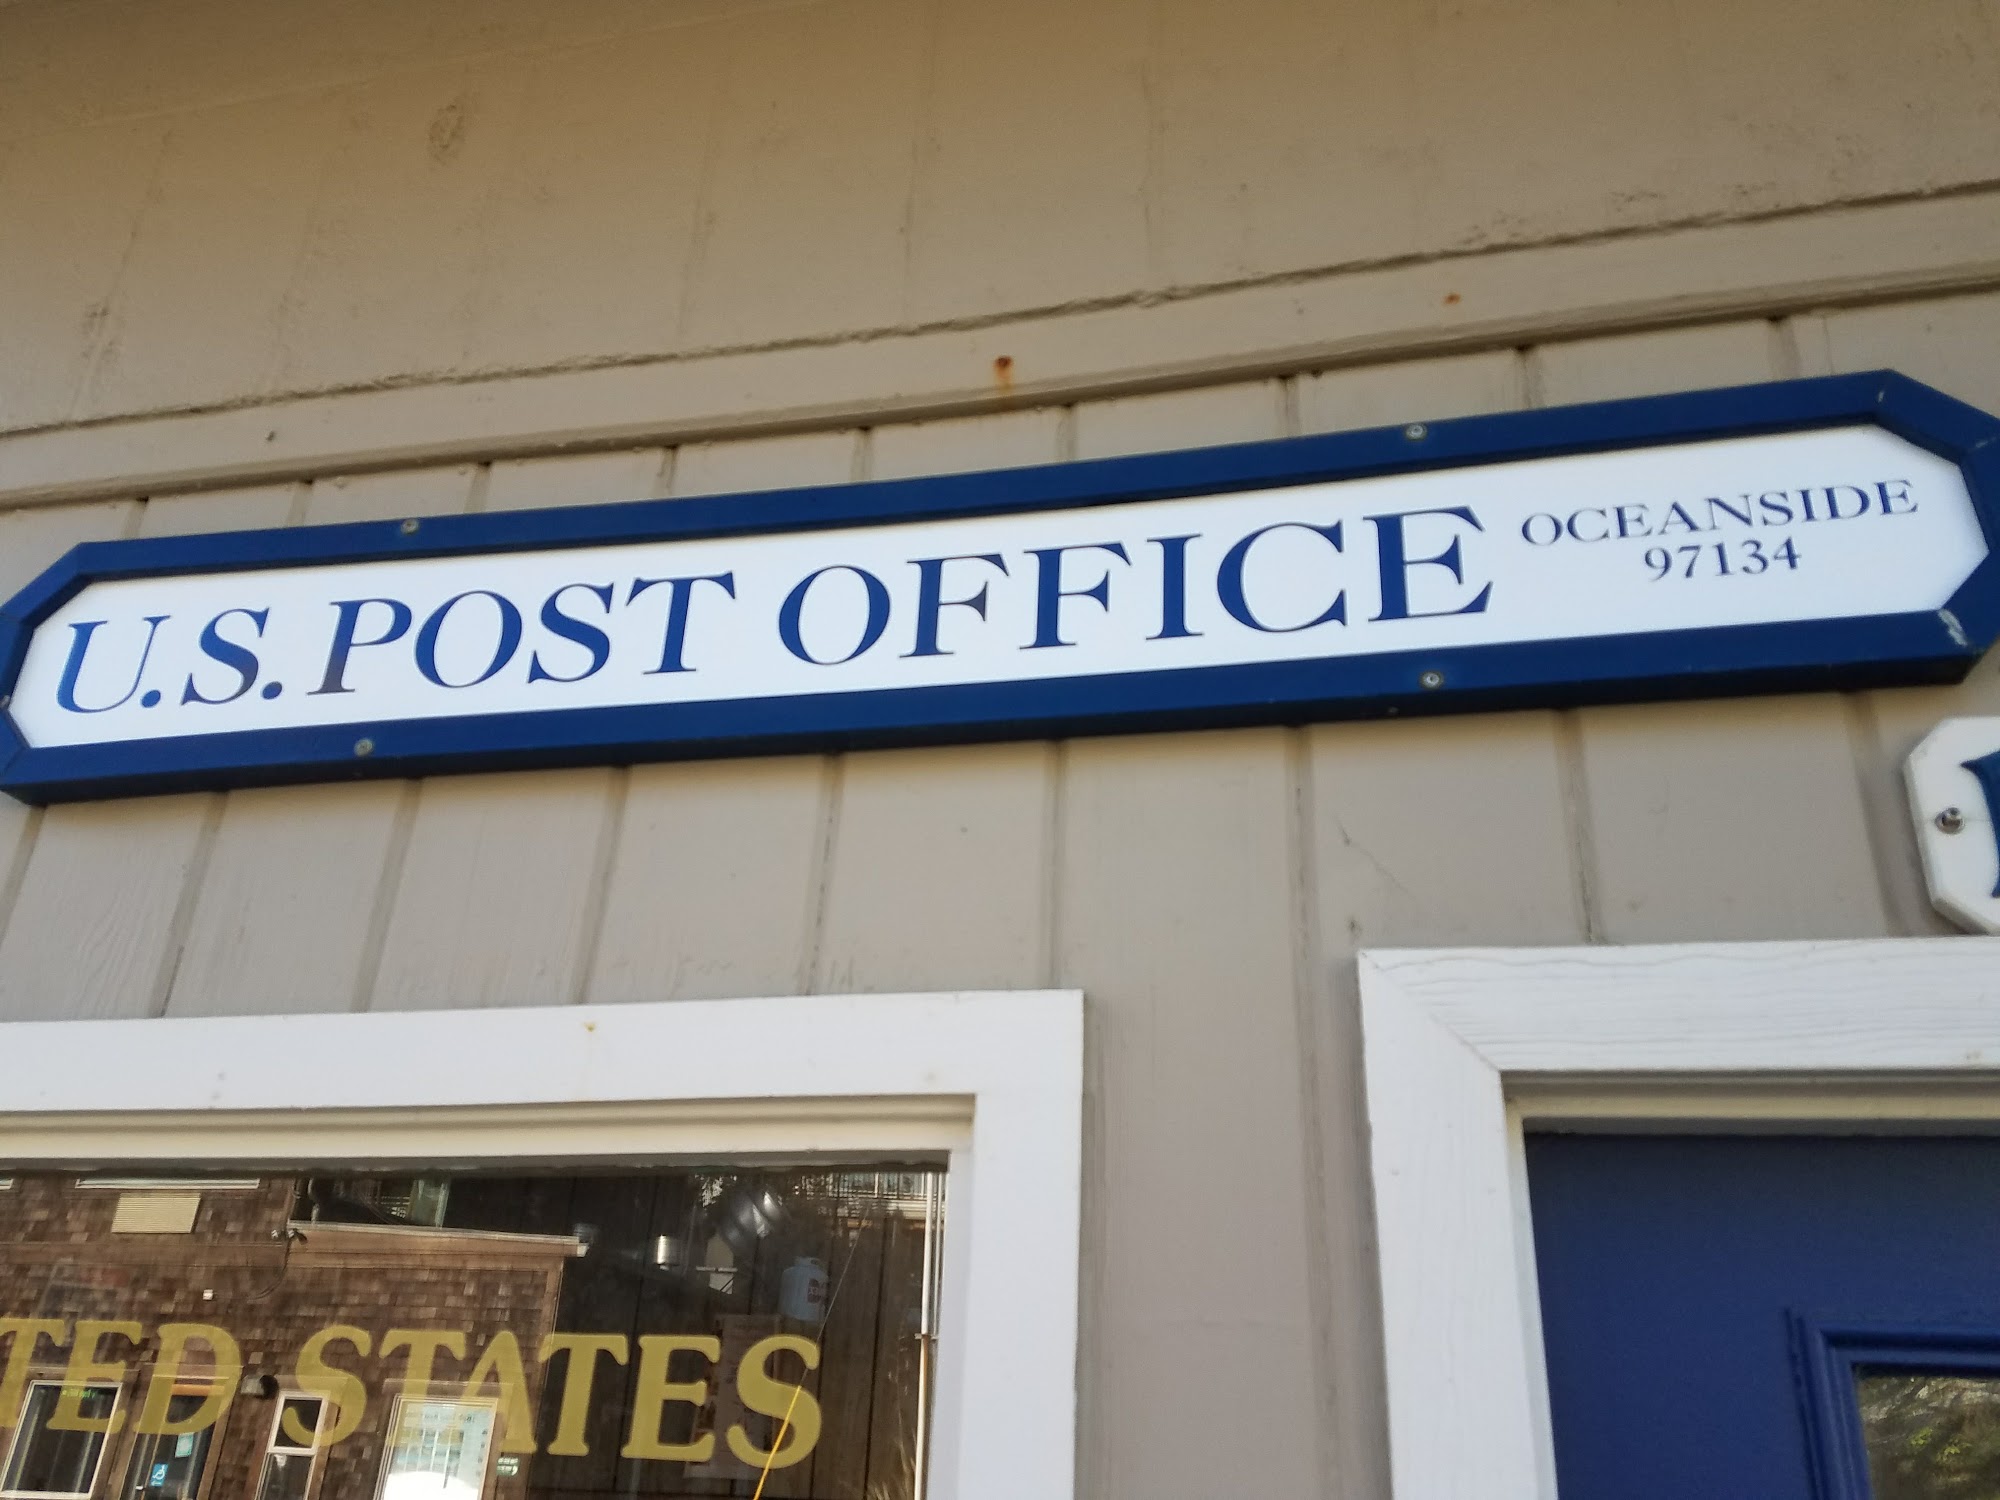 U.S. POST OFFICE
OCEANSIDE
97134
TED STATES